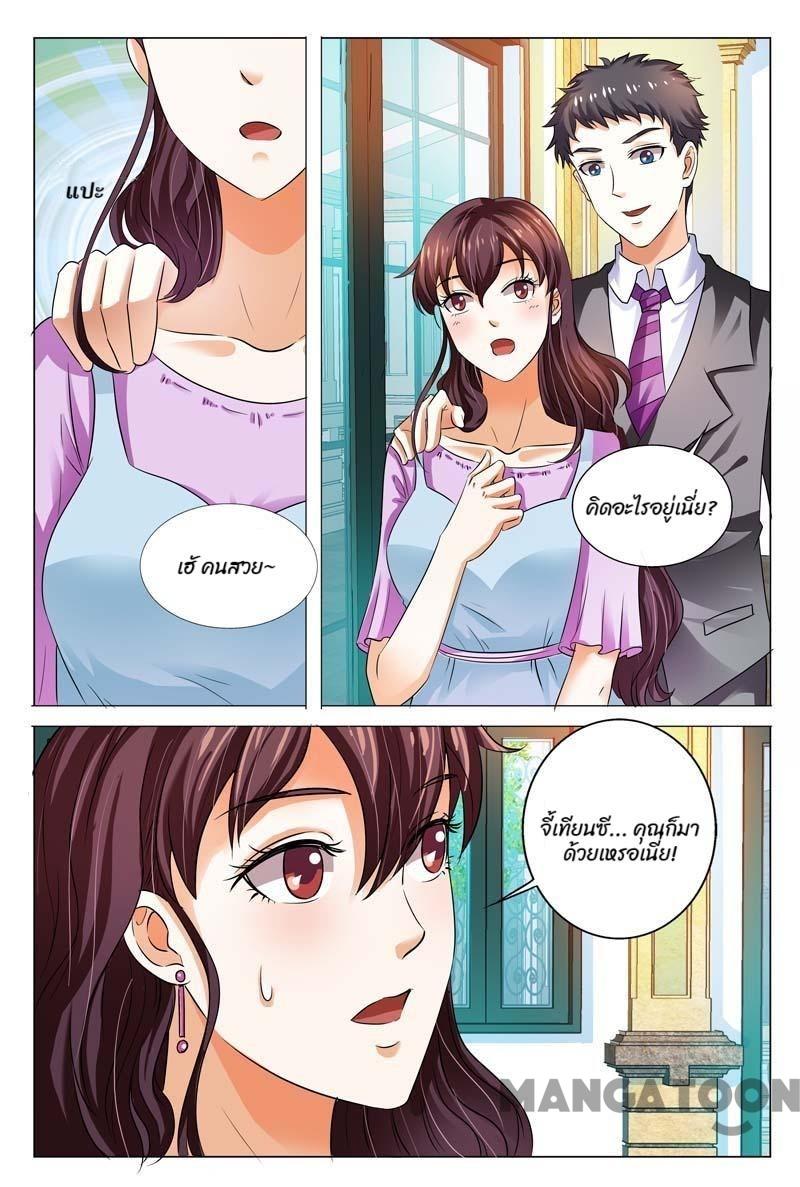 แปะ
เฮ้ คนสวย~
คิดอะไรอยู่เนี่ย?
จี้เทียนซี... คุณก็มา
ด้วยเหรอเนี่ย!
MANGATOON